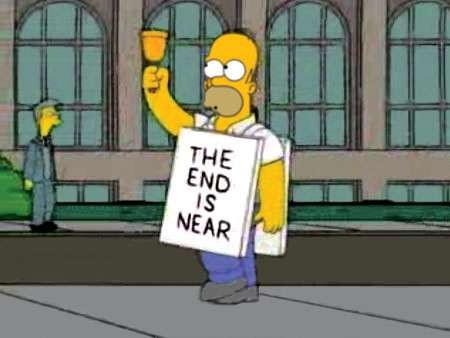 THE
END
IS
NEAR